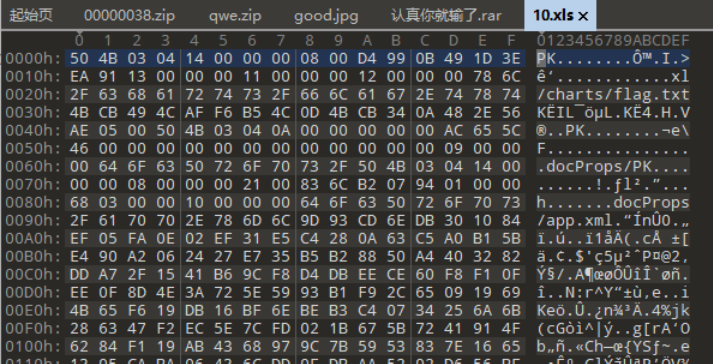 起始页 00000038.zip qwe.zip good.jpg 认真你就输了.rar 10.xls ×
0 1 2 3 4 5 6 7 8 9 A B C D E F 0123456789ABCDEF
0000h: 50 4B 03 04 14 00 00 00 08 00 D4 99 0B 49 1D 3E PK........Ô™.I.>
0010h: EA 91 13 00 00 00 11 00 00 00 12 00 00 00 78 6C ê‘............xl
0020h: 2F 63 68 61 72 74 73 2F 66 6C 61 67 2E 74 78 74 /charts/flag.txt
0030h: 4B CB 49 4C AF F6 B5 4C 0D 4B CB 34 0A 48 2E 56 KËIL¯öµL.KË4.H.V
0040h: AE 05 00 50 4B 03 04 0A 00 00 00 00 00 AC 65 5C ®..PK........¬e\
0050h: 46 00 00 00 00 00 00 00 00 00 00 00 00 09 00 00 F...............
0060h: 00 64 6F 63 50 72 6F 70 73 2F 50 4B 03 04 14 00 .docProps/PK....
0070h: 00 00 08 00 00 00 21 00 83 6C B2 07 94 01 00 00 ......!.ƒl².”...
0080h: 68 03 00 00 10 00 00 00 64 6F 63 50 72 6F 70 73 h.......docProps
0090h: 2F 61 70 70 2E 78 6D 6C 9D 93 CD 6E DB 30 10 84 /app.xml.“ÍnÛ0.„
00A0h: EF 05 FA 0E 02 EF 31 E5 C4 28 0A 63 C5 A0 B1 5B ï.ú..ï1åÄ(.cÅ ±[
00B0h: E4 90 A2 06 24 27 E7 35 B5 B2 88 50 A4 40 32 82 ä.¢.$'ç5µ²ˆP¤@2‚
00C0h: DD A7 2F 15 41 B6 9C F8 D4 DB EE CE 60 F8 F1 0F Ý§/.A¶œøÔÛîÎ`øñ.
00D0h: EE 0F 8D 4E 3A 72 5E 59 93 B1 F9 2C 65 09 19 69 î..N:r^Y“±ù,e..i
00E0h: 4B 65 F6 19 DB 16 BF 6E BE B3 C4 07 34 25 6A 6B Keö.Û.¿n¾³Ä.4%jk
00F0h: 28 63 47 F2 EC 5E 7C FD 02 1B 67 5B 72 41 91 4F (cGòì^|ý..g[rA‘O
0100h: 62 84 F1 19 AB 43 68 97 9C 7B 59 53 83 7E 16 65 b„ñ.«Ch—œ{YSƒ~.e